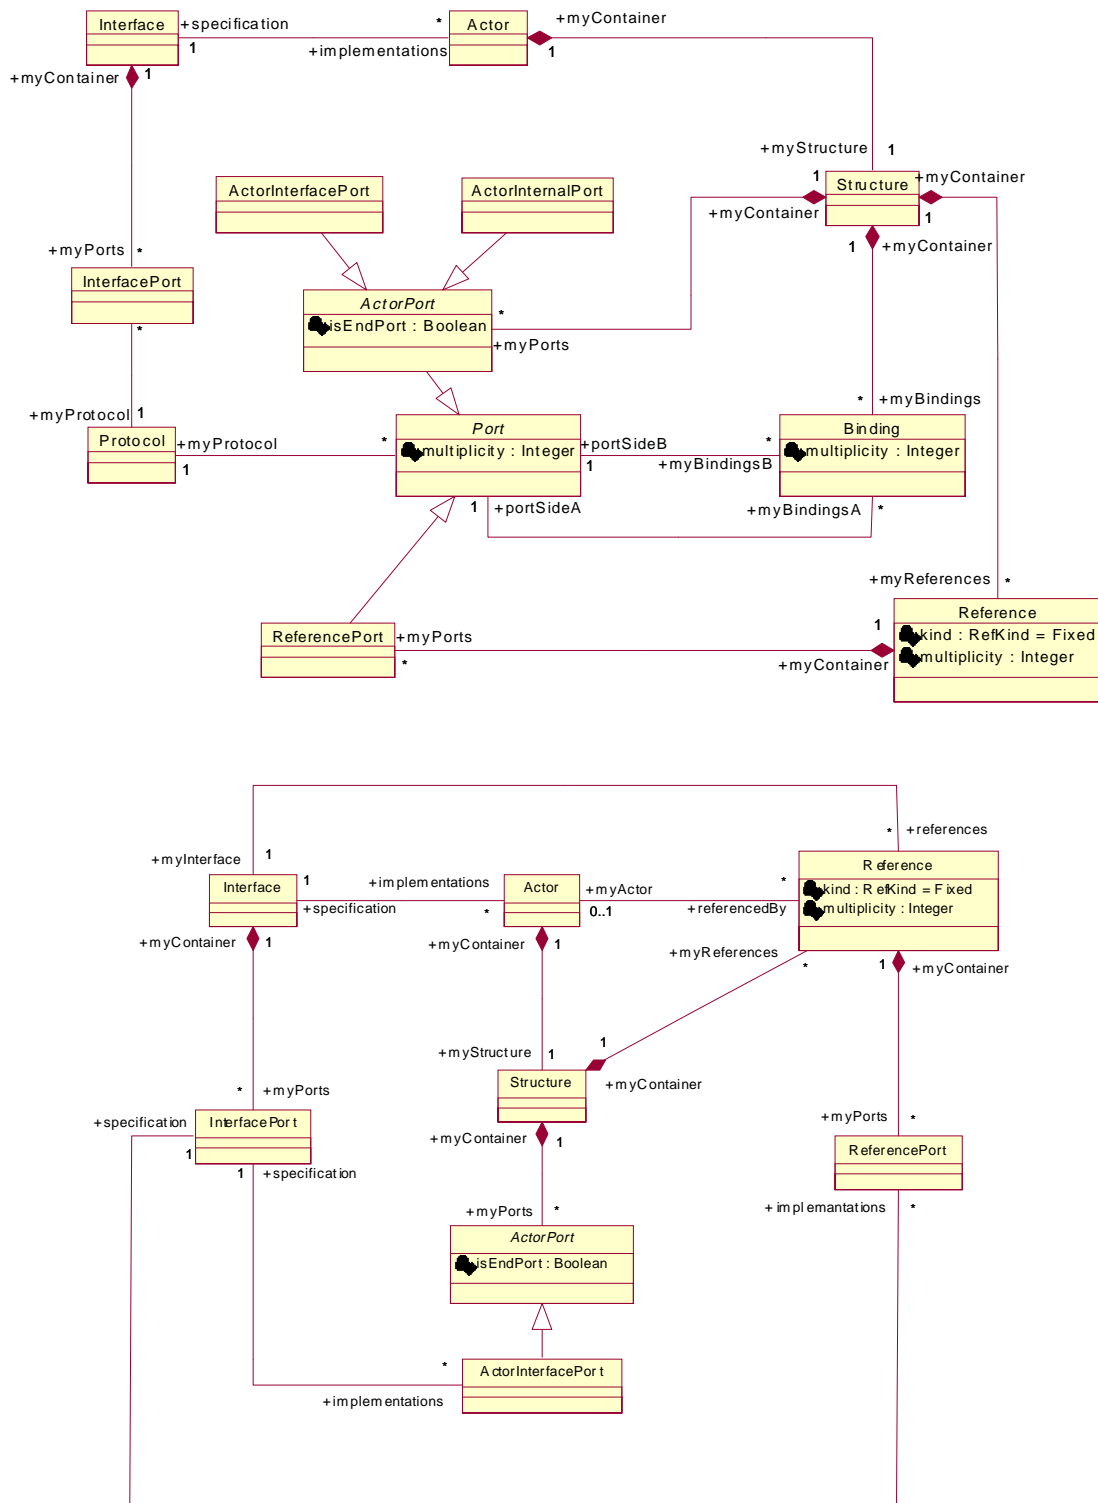 Interface
+specification
*
Actor
+myContainer
1
+implementations
1
+myContainer
1
+myStructure
1
ActorInterfacePort
ActorInternalPort
1
Structure
+myContainer
+myContainer
1
1
+myContainer
+myPorts
*
InterfacePort
*
ActorPort
isEndPort : Boolean
*
+myPorts
+myProtocol
1
*
+myBindings
Protocol
+myProtocol
1
*
Port
multiplicity : Integer
+portSideB
1
*
+myBindingsB
Binding
multiplicity : Integer
1
+portSideA
+myBindingsA
*
+myReferences
*
ReferencePort
+myPorts
*
1
+myContainer
Reference
kind : RefKind = Fixed
multiplicity : Integer
*
+references
+myInterface
1
Interface
1
+implementations
+specification
*
Actor
+myActor
0..1
*
+referencedBy
Reference
kind : RefKind = Fixed
multiplicity : Integer
+myContainer
1
+myContainer
1
+myReferences
*
1
+myContainer
+myStructure
1
1
+myContainer
Structure
*
+myPorts
+specification
1
InterfacePort
1
+specification
+myContainer
1
+myPorts
*
ReferencePort
+implemantations
*
+myPorts
*
ActorPort
isEndPort : Boolean
*
+implementations
ActorInterfacePort